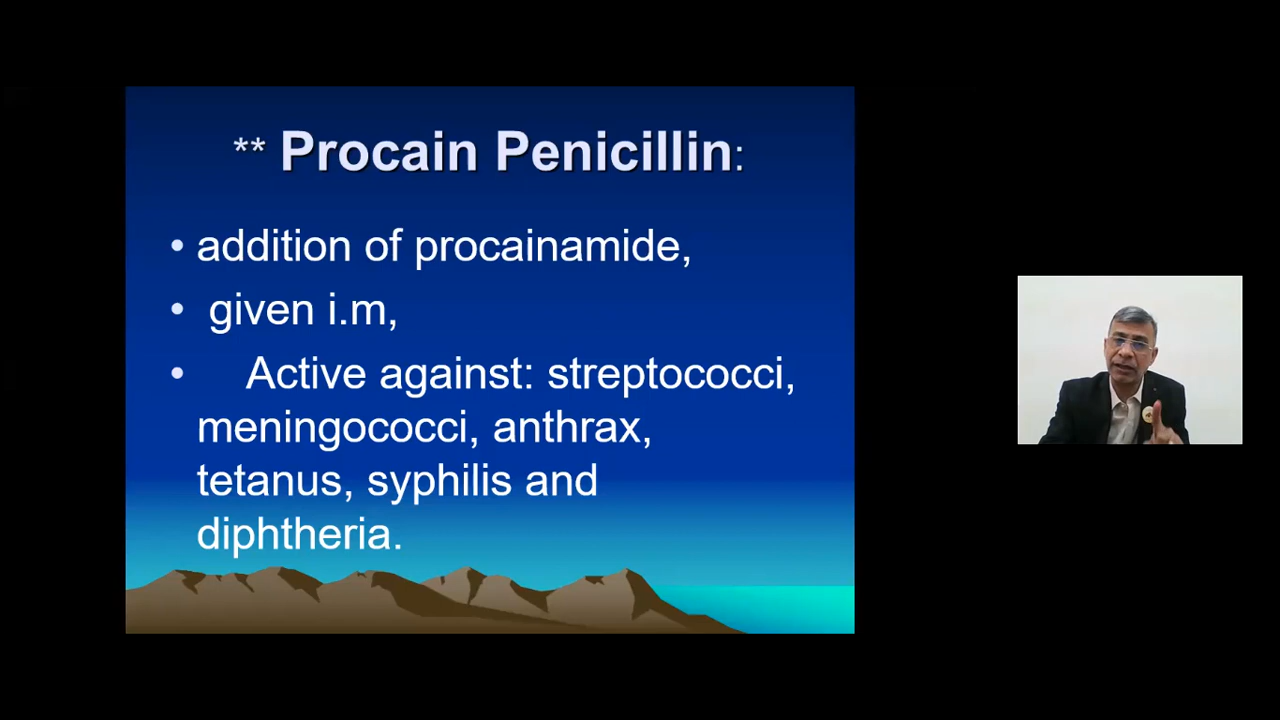 ** Procain Penicillin:
• addition of procainamide,
• given i.m,
• Active against: streptococci,
meningococci, anthrax,
tetanus, syphilis and
diphtheria.